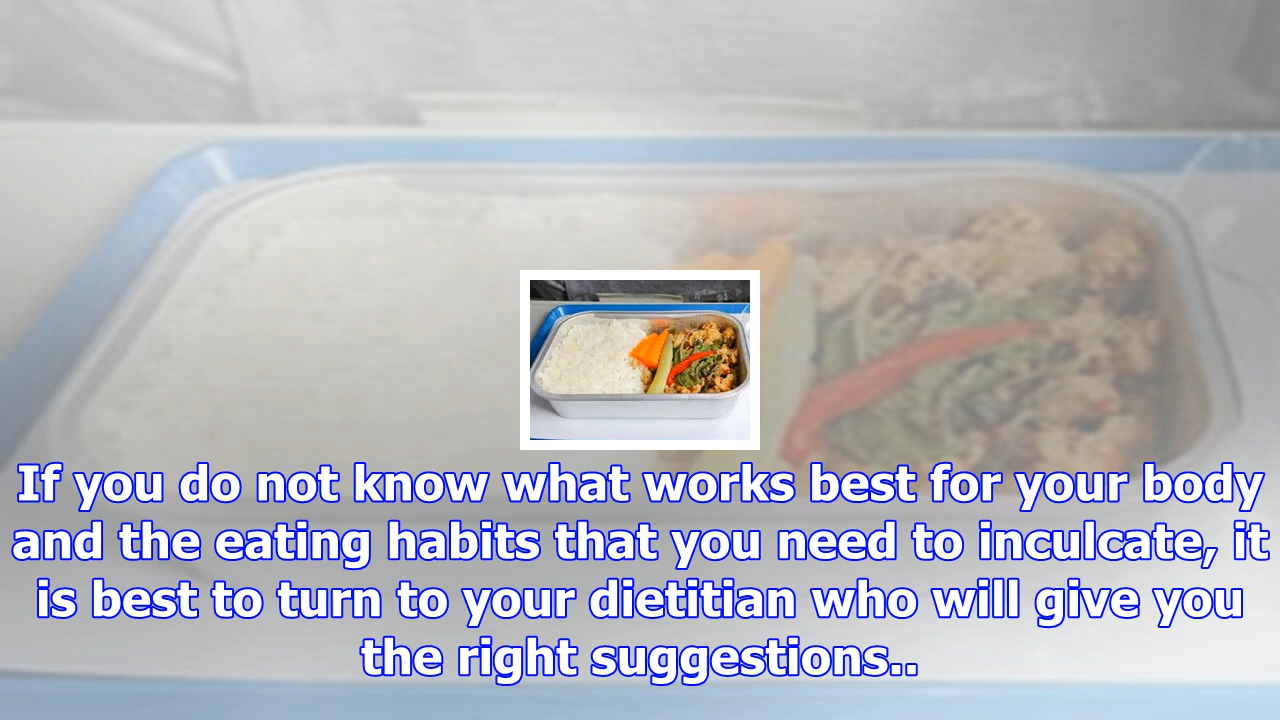 If you do not know what works best for your body
and the eating habits that you need to inculcate, it
is best to turn to your dietitian who will give you
the right suggestions..